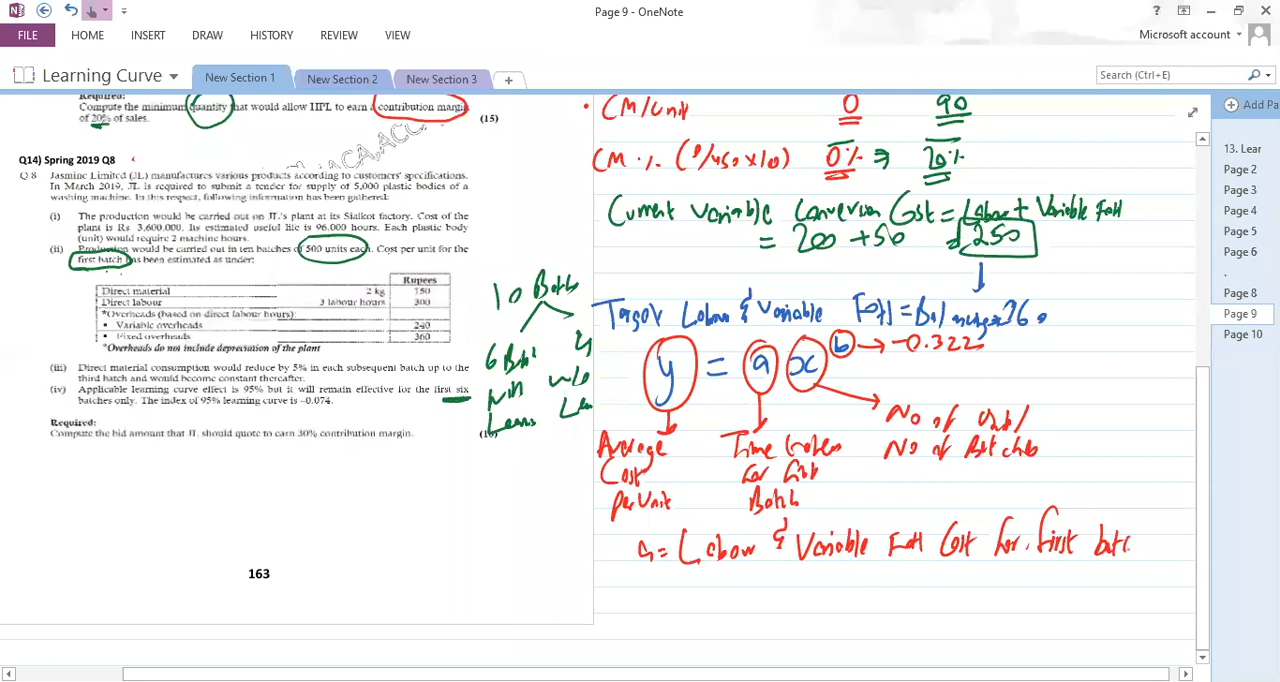 Page 9 - OneNote
FILE HOME INSERT DRAW HISTORY REVIEW VIEW
Microsoft account
Learning Curve
New Section 1
New Section 2
New Section 3
Search (Ctrl+E)
Add Pa
13. Lear
Page 2
Page 3
Page 4
Page 5
Page 6
.
Page 8
Page 9
Page 10
Required:
Compute the minimum quantity that would allow HPL to earn a contribution margin
of 20% of sales. (15)
Q14) Spring 2019 Q8
Q.8 Jasmine Limited (JL) manufactures various products according to customers' specifications.
In March 2019, JL is required to submit a tender for supply of 5,000 plastic bodies of a
washing machine. In this respect, following information has been gathered:
(i) The production would be carried out on JL's plant at its Sialkot factory. Cost of the
plant is Rs 3,600,000. Its estimated useful life is 96,000 hours. Each plastic body
(unit) would require 2 machine hours.
(ii) Production would be carried out in ten batches of 500 units each. Cost per unit for the
first batch has been estimated as under:
Rupees
Direct material 2 kg 150
Direct labour 3 labour hours 300
*Overheads (based on direct labour hours):
• Variable overheads 240
• Fixed overheads 360
*Overheads do not include depreciation of the plant
(iii) Direct material consumption would reduce by 5% in each subsequent batch up to the
third batch and would become constant thereafter.
(iv) Applicable learning curve effect is 95% but it will remain effective for the first six
batches only. The index of 95% learning curve is -0.074.
Required:
Compute the bid amount that JL should quote to earn 30% contribution margin.
163
CM/Unit 0 90
CM % 0% ⇒ 20%
Current Variable Conversion Cost = Labour + Variable FOH
= 200 + 50 = 250
Target Labour & Variable
y = a x b → -0.322
Average
Cost
per Unit
Batch
No of
No of Batches
a = Labour & Variable FOH Cost for first batc
10 Batches
6 Bat
with
Learn